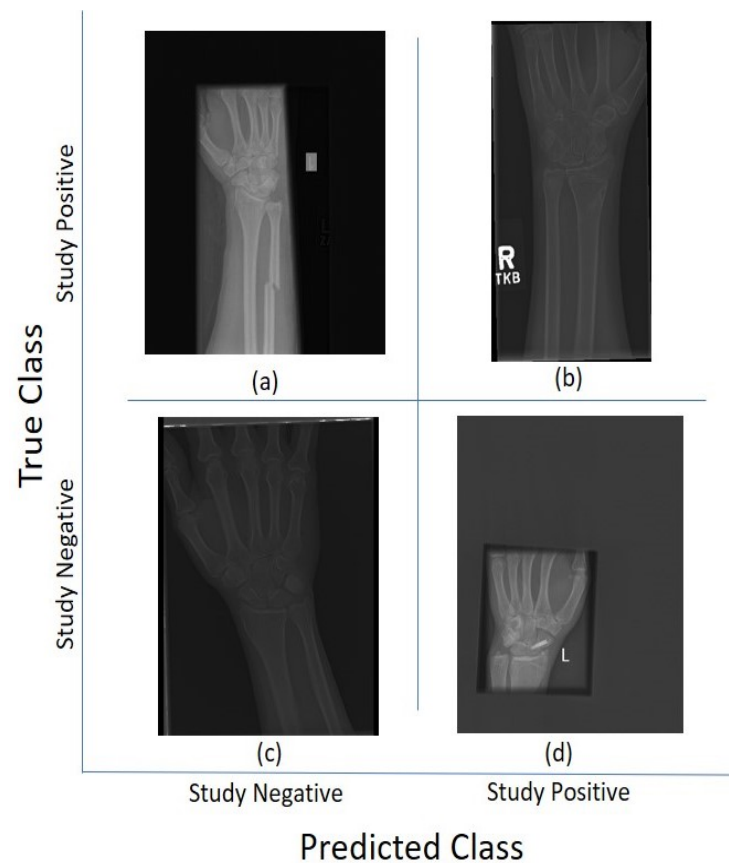 True Class
Study Positive
Study Negative
R
TKB
(a)
(b)
L
(c)
(d)
Study Negative
Study Positive
Predicted Class